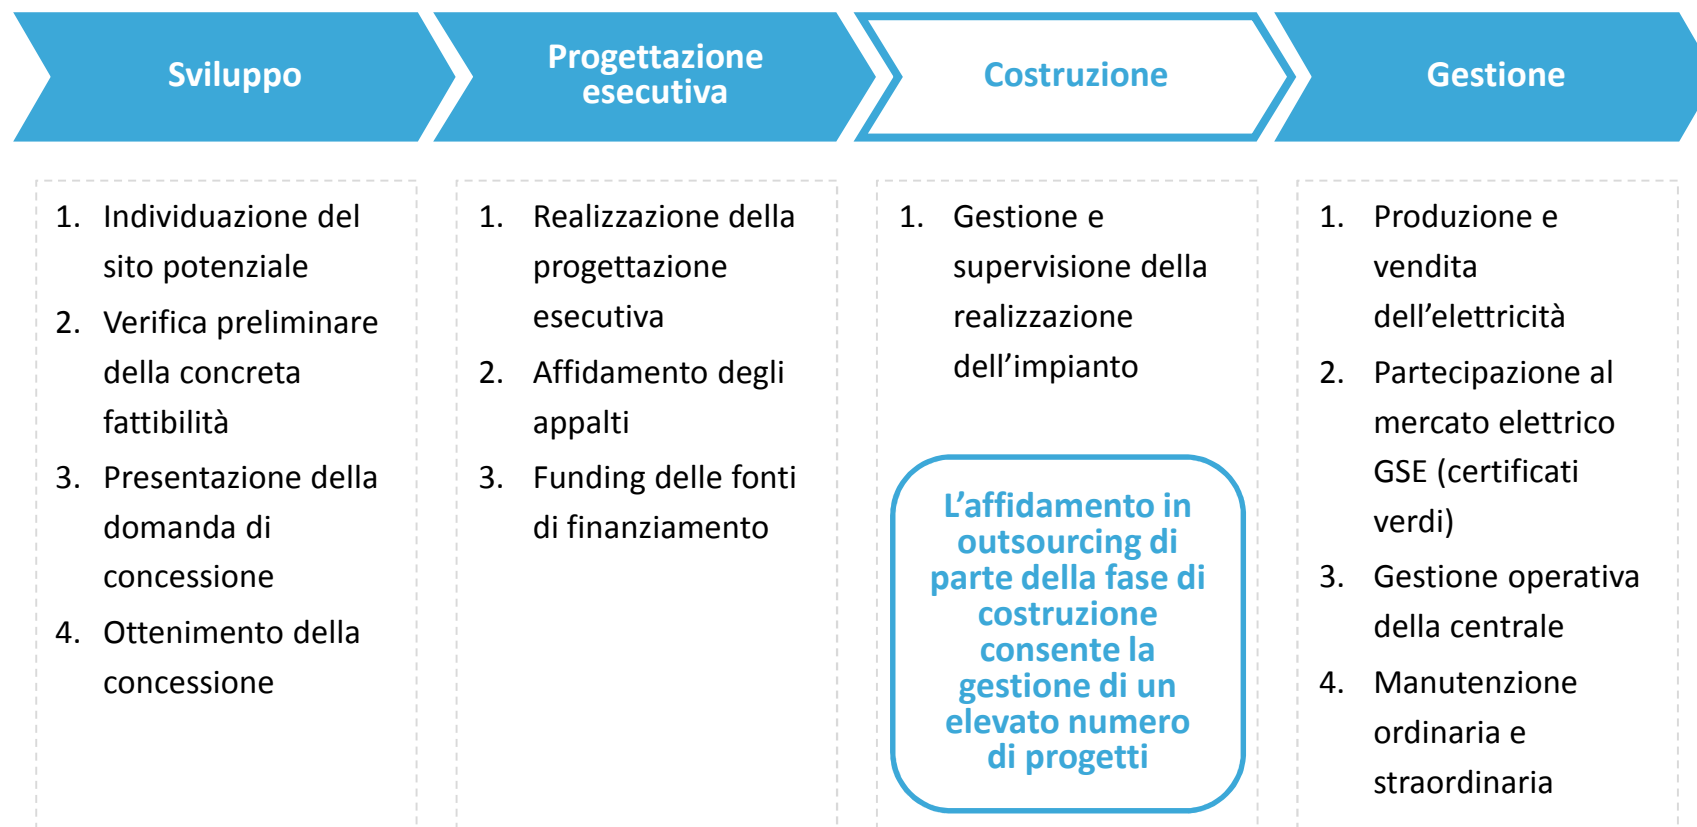 Sviluppo
Progettazione
esecutiva
Costruzione
Gestione
1. Individuazione del
sito potenziale
2. Verifica preliminare
della concreta
fattibilità
3. Presentazione della
domanda di
concessione
4. Ottenimento della
concessione
1. Realizzazione della
progettazione
esecutiva
2. Affidamento degli
appalti
3. Funding delle fonti
di finanziamento
1. Gestione e
supervisione della
realizzazione
dell’impianto
L’affidamento in
outsourcing di
parte della fase di
costruzione
consente la
gestione di un
elevato numero
di progetti
1. Produzione e
vendita
dell’elettricità
2. Partecipazione al
mercato elettrico
GSE (certificati
verdi)
3. Gestione operativa
della centrale
4. Manutenzione
ordinaria e
straordinaria